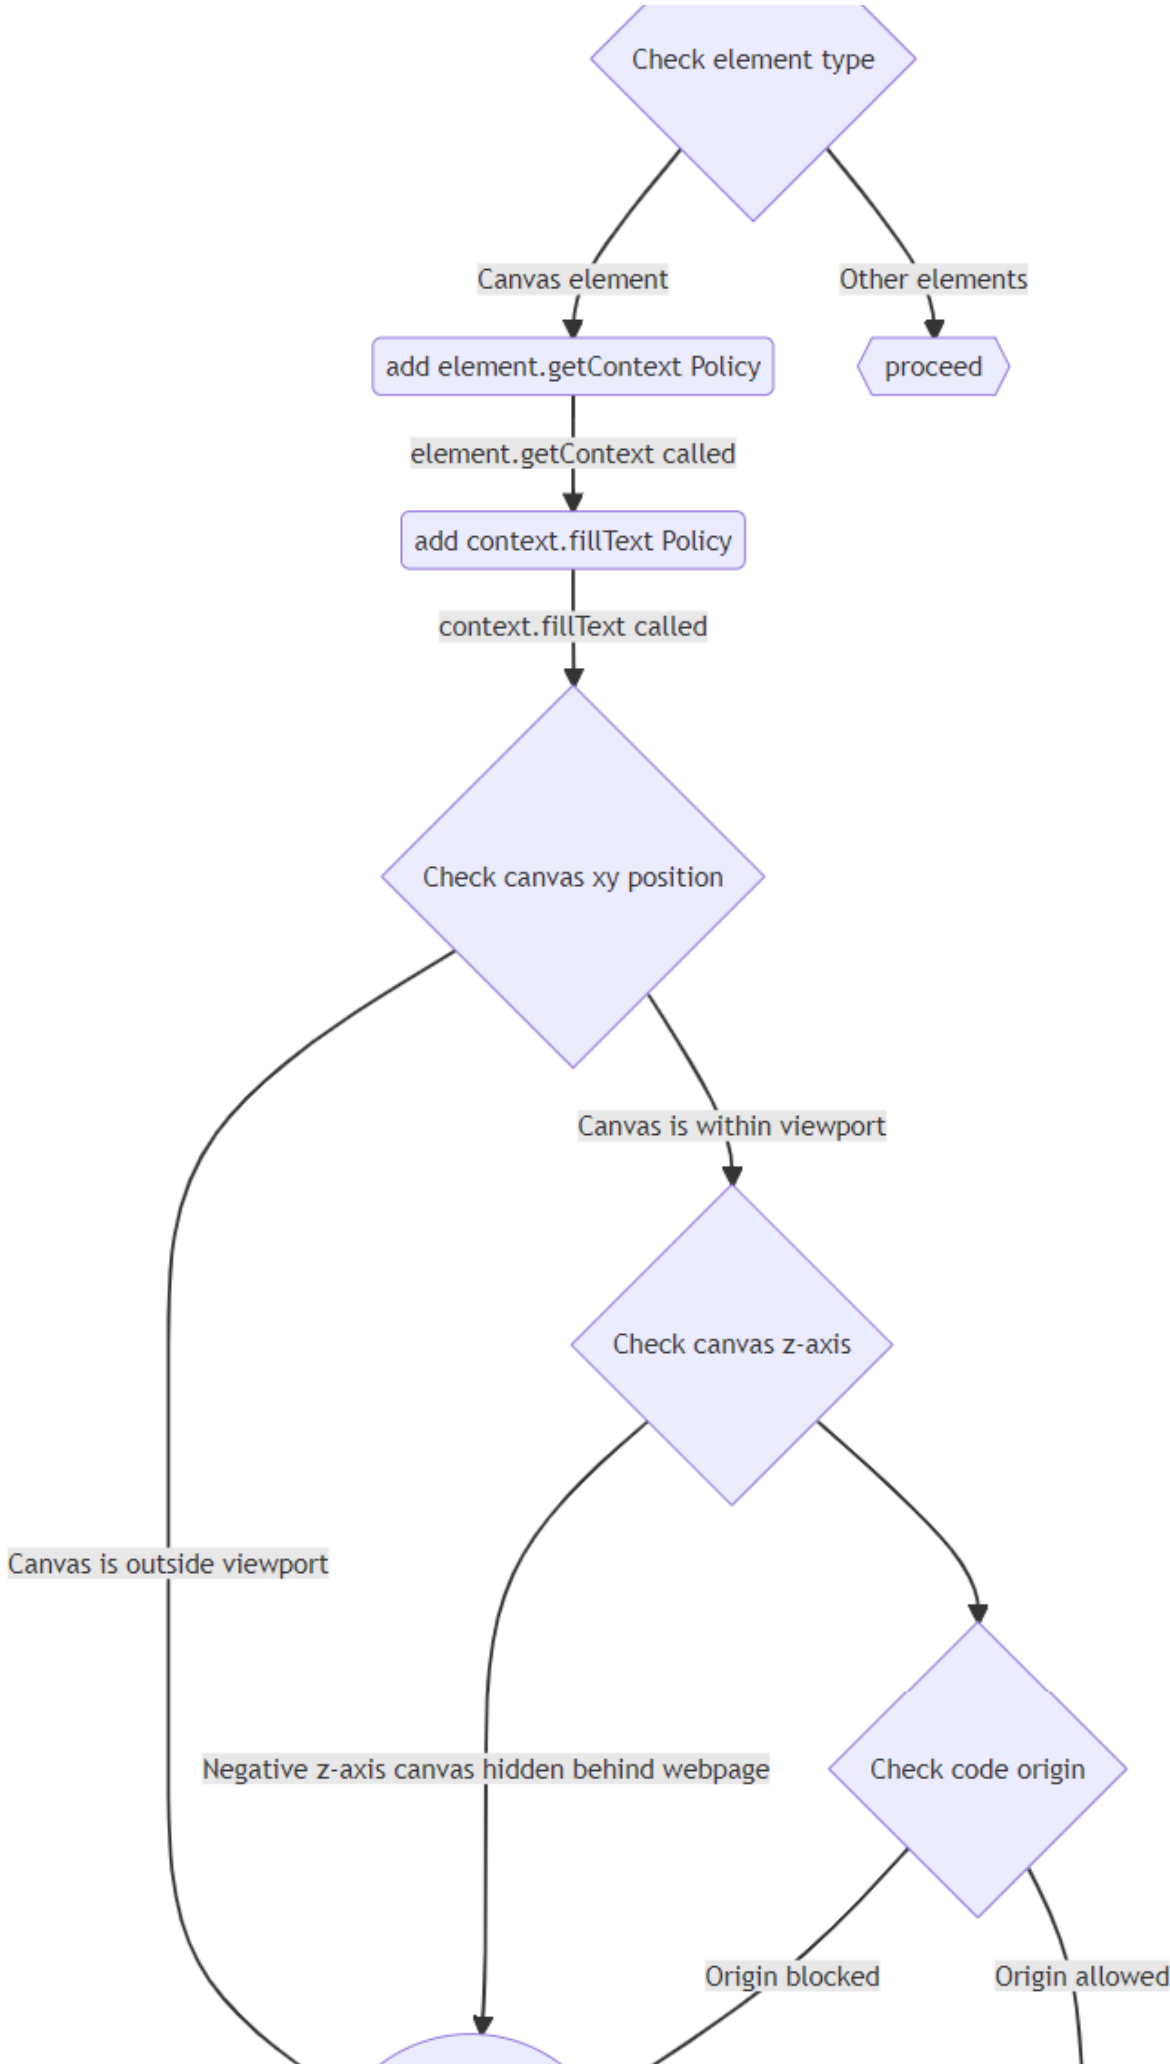 Check element type
Canvas element
Other elements
add element.getContext Policy
proceed
element.getContext called
add context.fillText Policy
context.fillText called
Check canvas xy position
Canvas is within viewport
Check canvas z-axis
Canvas is outside viewport
Negative z-axis canvas hidden behind webpage
Check code origin
Origin blocked
Origin allowed